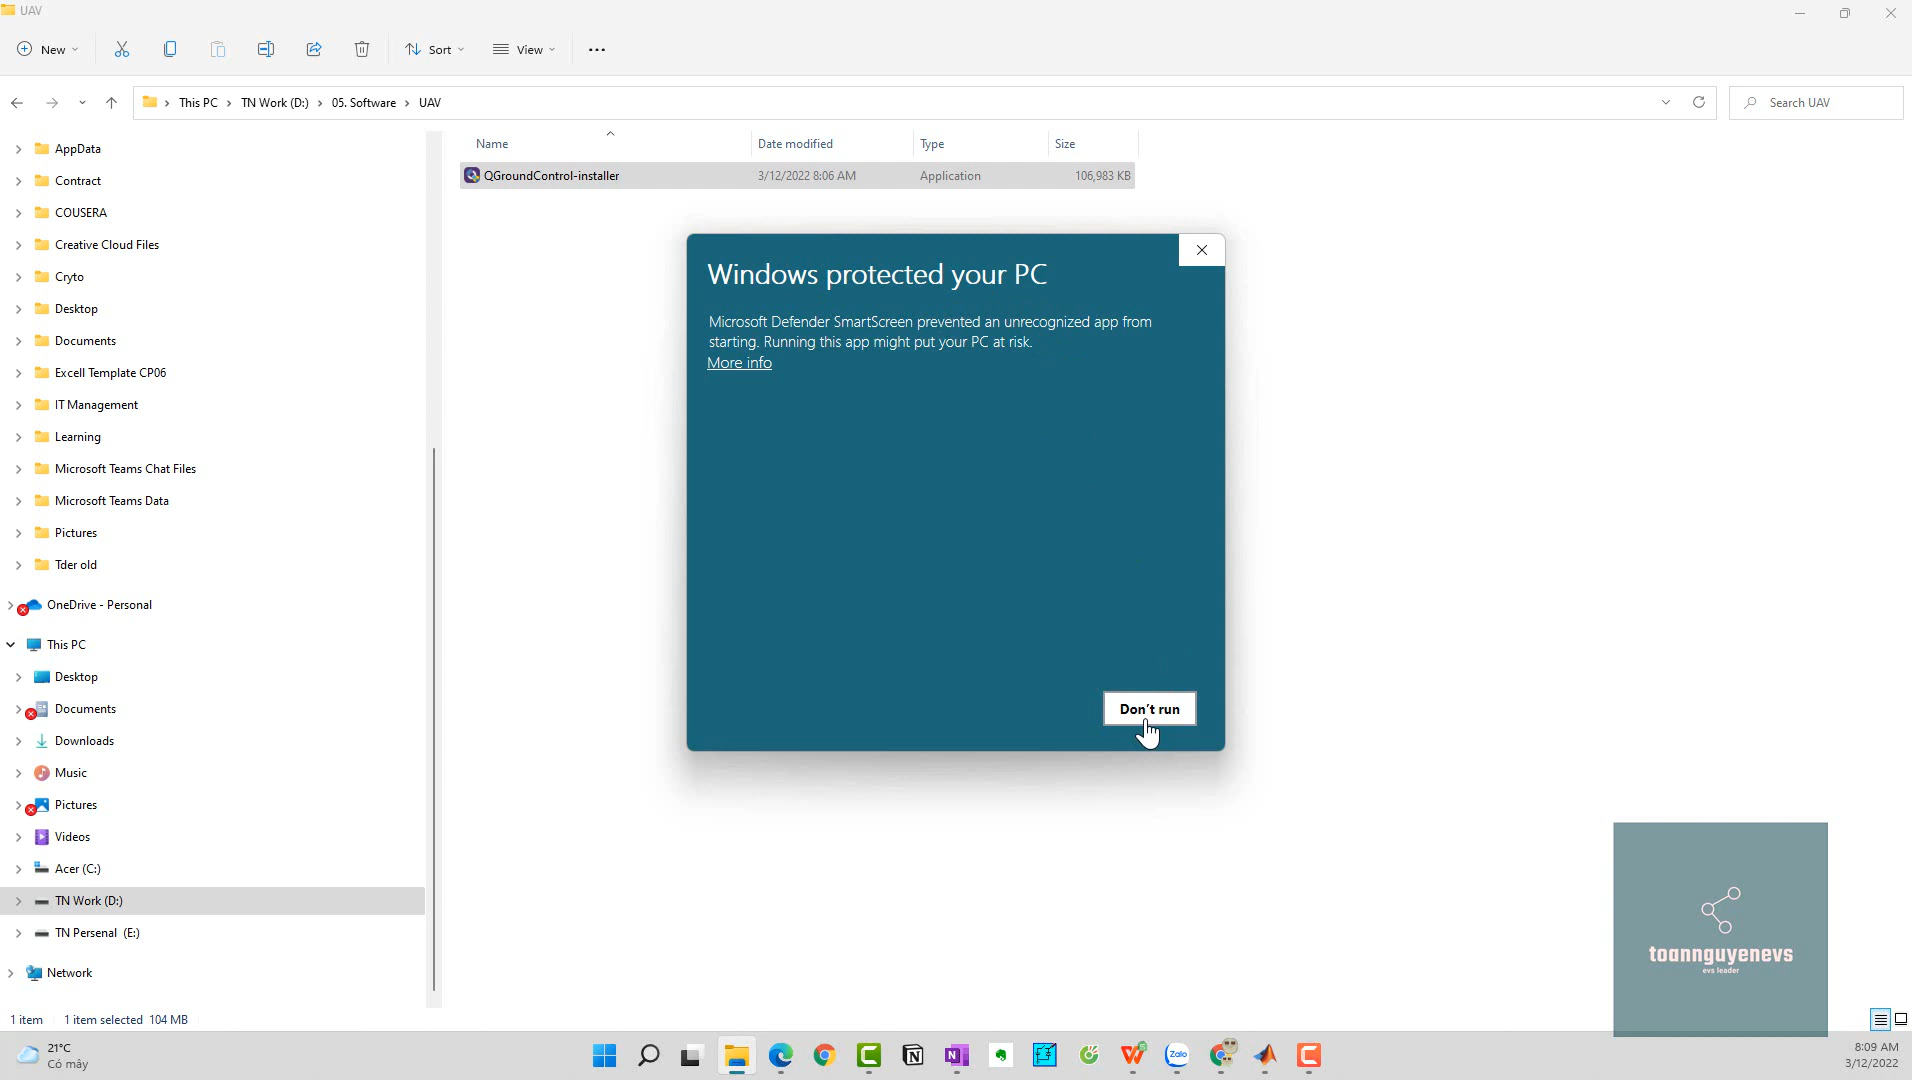 UAV
New
Sort
View
This PC > TN Work (D:) > 05. Software > UAV
Search UAV
Name
Date modified
Type
Size
QGroundControl-installer
3/12/2022 8:06 AM
Application
106,983 KB
AppData
Contract
COUSERA
Creative Cloud Files
Cryto
Desktop
Documents
Excell Template CP06
IT Management
Learning
Microsoft Teams Chat Files
Microsoft Teams Data
Pictures
Tder old
OneDrive - Personal
This PC
Desktop
Documents
Downloads
Music
Pictures
Videos
Acer (C:)
TN Work (D:)
TN Personal (E:)
Network
Windows protected your PC
Microsoft Defender SmartScreen prevented an unrecognized app from
starting. Running this app might put your PC at risk.
More info
Don't run
toannguyenevs
evs leader
1 item
1 item selected 104 MB
21°C
Có mây
Zalo
8:09 AM
3/12/2022